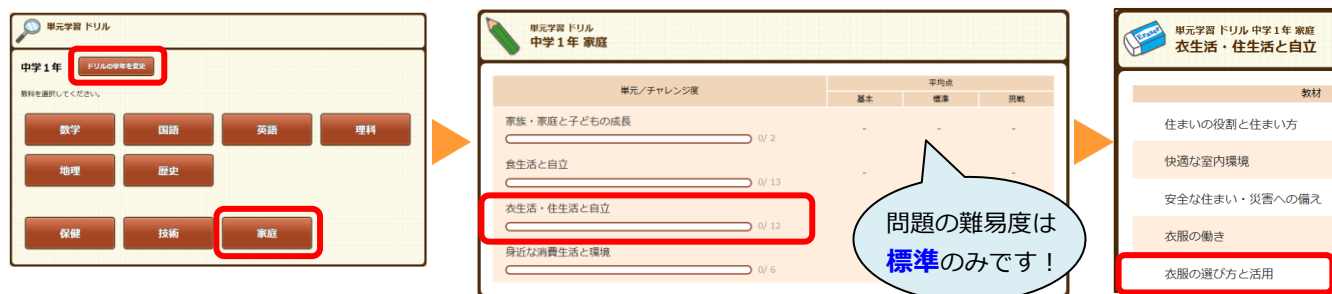 単元学習 ドリル
中学1年
ドリルの学年を変更
教科を選択してください。
数学
国語
英語
理科
地理
歴史
保健
技術
家庭
単元学習 ドリル
中学1年 家庭
単元/チャレンジ度
平均点
基本
標準
挑戦
家族・家庭と子どもの成長
0/ 2
-
-
-
食生活と自立
0/ 13
-
-
衣生活・住生活と自立
0/ 12
身近な消費生活と環境
0/ 6
問題の難易度は
標準のみです!
Eraser
単元学習 ドリル 中学1年 家庭
衣生活・住生活と自立
教材
住まいの役割と住まい方
快適な室内環境
安全な住まい・災害への備え
衣服の働き
衣服の選び方と活用